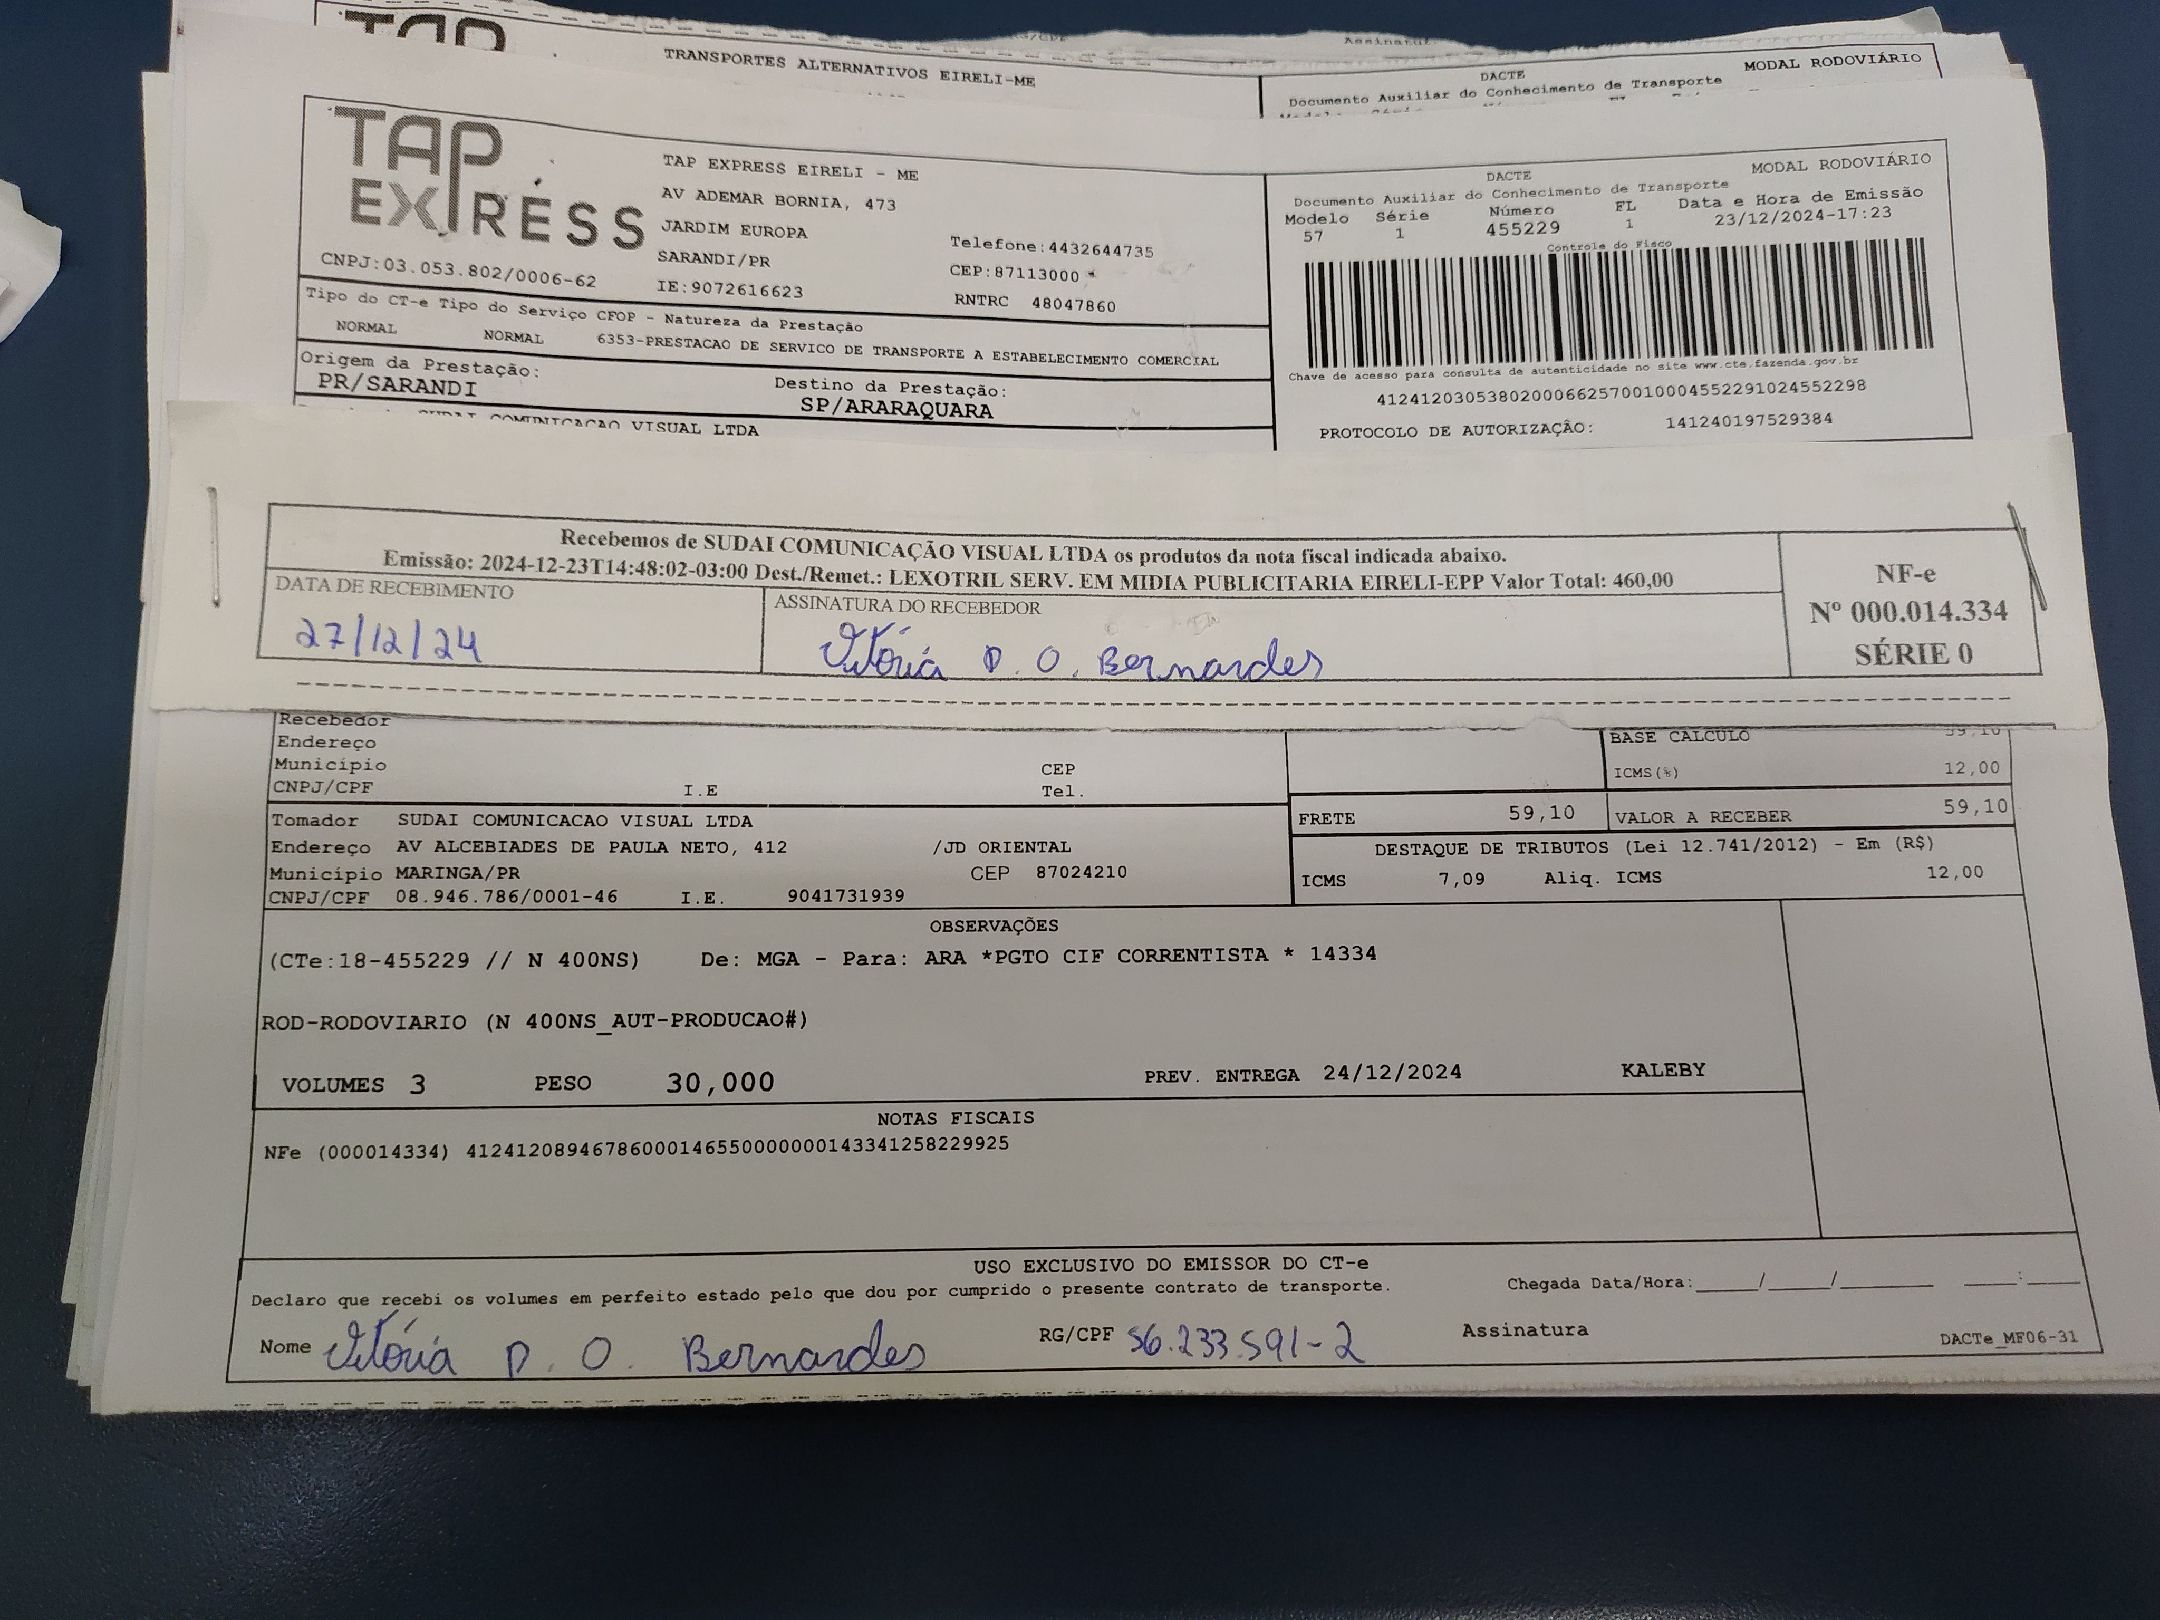 TAP
TRANSPORTES ALTERNATIVOS EIRELI-ME
DACTE
MODAL RODOVIÁRIO
Documento Auxiliar do Conhecimento de Transporte
TAP
EXPRESS
CNPJ:03.053.802/0006-62
TAP EXPRESS EIRELI - ME
AV ADEMAR BORNIA, 473
JARDIM EUROPA
SARANDI/PR
IE:9072616623
Telefone:4432644735
CEP:87113000
RNTRC 48047860
DACTE
MODAL RODOVIÁRIO
Documento Auxiliar do Conhecimento de Transporte
Modelo Série Número FL Data e Hora de Emissão
57 1 455229 1 23/12/2024-17:23
Controle do Fisco
Chave de acesso para consulta de autenticidade no site www.cte.fazenda.gov.br
41241203053802000662570010004552291024552298
PROTOCOLO DE AUTORIZAÇÃO: 141240197529384
Tipo do CT-e Tipo do Serviço CFOP - Natureza da Prestação
NORMAL NORMAL 6353-PRESTACAO DE SERVICO DE TRANSPORTE A ESTABELECIMENTO COMERCIAL
Origem da Prestação: Destino da Prestação:
PR/SARANDI SP/ARARAQUARA
SUDAI COMUNICACAO VISUAL LTDA
Recebemos de SUDAI COMUNICAÇÃO VISUAL LTDA os produtos da nota fiscal indicada abaixo.
Emissão: 2024-12-23T14:48:02-03:00 Dest./Remet.: LEXOTRIL SERV. EM MIDIA PUBLICITARIA EIRELI-EPP Valor Total: 460,00
DATA DE RECEBIMENTO ASSINATURA DO RECEBEDOR
27/12/24 Vitória D. O. Bernardes
NF-e
Nº 000.014.334
SÉRIE 0
Recebedor
Endereço
Município CEP
CNPJ/CPF I.E Tel.
BASE CALCULO 59,10
ICMS(%) 12,00
FRETE 59,10 VALOR A RECEBER 59,10
Tomador SUDAI COMUNICACAO VISUAL LTDA
Endereço AV ALCEBIADES DE PAULA NETO, 412 /JD ORIENTAL
Município MARINGA/PR CEP 87024210
CNPJ/CPF 08.946.786/0001-46 I.E. 9041731939
DESTAQUE DE TRIBUTOS (Lei 12.741/2012) - Em (R$)
ICMS 7,09 Aliq. ICMS 12,00
OBSERVAÇÕES
(CTe:18-455229 // N 400NS) De: MGA - Para: ARA *PGTO CIF CORRENTISTA * 14334
ROD-RODOVIARIO (N 400NS_AUT-PRODUCAO#)
VOLUMES 3 PESO 30,000 PREV. ENTREGA 24/12/2024 KALEBY
NOTAS FISCAIS
NFe (000014334) 41241208946786000146550000000143341258229925
USO EXCLUSIVO DO EMISSOR DO CT-e
Declaro que recebi os volumes em perfeito estado pelo que dou por cumprido o presente contrato de transporte. Chegada Data/Hora:____/____/______ ____:____
Nome Vitória D. O. Bernardes RG/CPF 56.233.591-2 Assinatura
DACTe_MF06-31